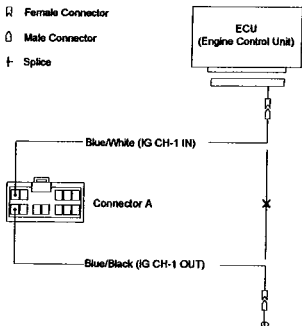 Female Connector
Male Connector
Splice
ECU
(Engine Control Unit)
Blue/White (IG CH-1 IN)
Connector A
Blue/Black (IG CH-1 OUT)